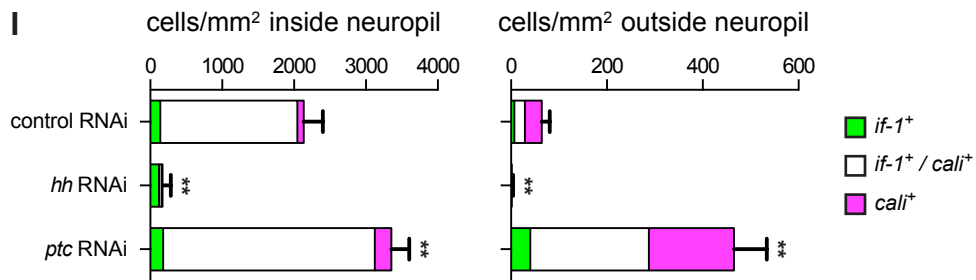 I
cells/mm² inside neuropil
cells/mm² outside neuropil
0 1000 2000 3000 4000
0 200 400 600
control RNAi
hh RNAi ** **
ptc RNAi ** **
if-1⁺
if-1⁺ / cali⁺
cali⁺